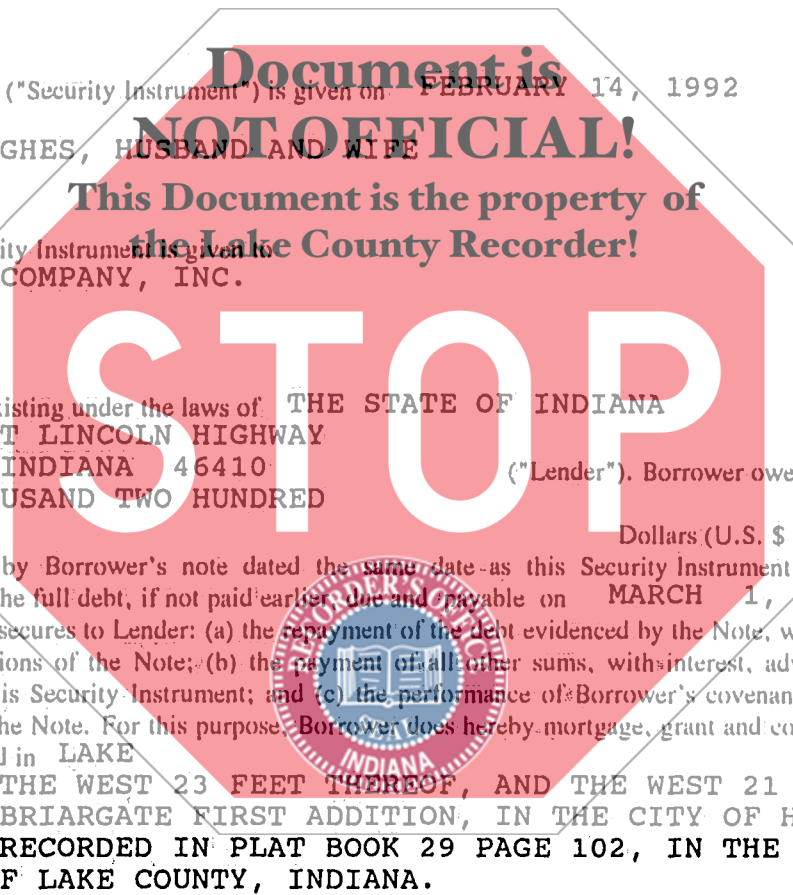 Document is
("Security Instrument") is given on FEBRUARY 14, 1992
NOT OFFICIAL!
GHES, HUSBAND AND WIFE
This Document is the property of
the Lake County Recorder!
ity Instrument is given to
COMPANY, INC.
STOP
isting under the laws of THE STATE OF INDIANA
T LINCOLN HIGHWAY
INDIANA 46410 ("Lender"). Borrower owe
USAND TWO HUNDRED
Dollars (U.S. $
by Borrower's note dated the same date as this Security Instrument
he full debt, if not paid earlier, due and payable on MARCH 1,
secures to Lender: (a) the repayment of the debt evidenced by the Note, w
ions of the Note; (b) the payment of all other sums, with interest, ad
is Security Instrument; and (c) the performance of Borrower's covenan
he Note. For this purpose, Borrower does hereby mortgage, grant and co
d in LAKE
RECORDER'S OFFICE
INDIANA
THE WEST 23 FEET THEREOF, AND THE WEST 21
BRIARGATE FIRST ADDITION, IN THE CITY OF H
RECORDED IN PLAT BOOK 29 PAGE 102, IN THE
F LAKE COUNTY, INDIANA.